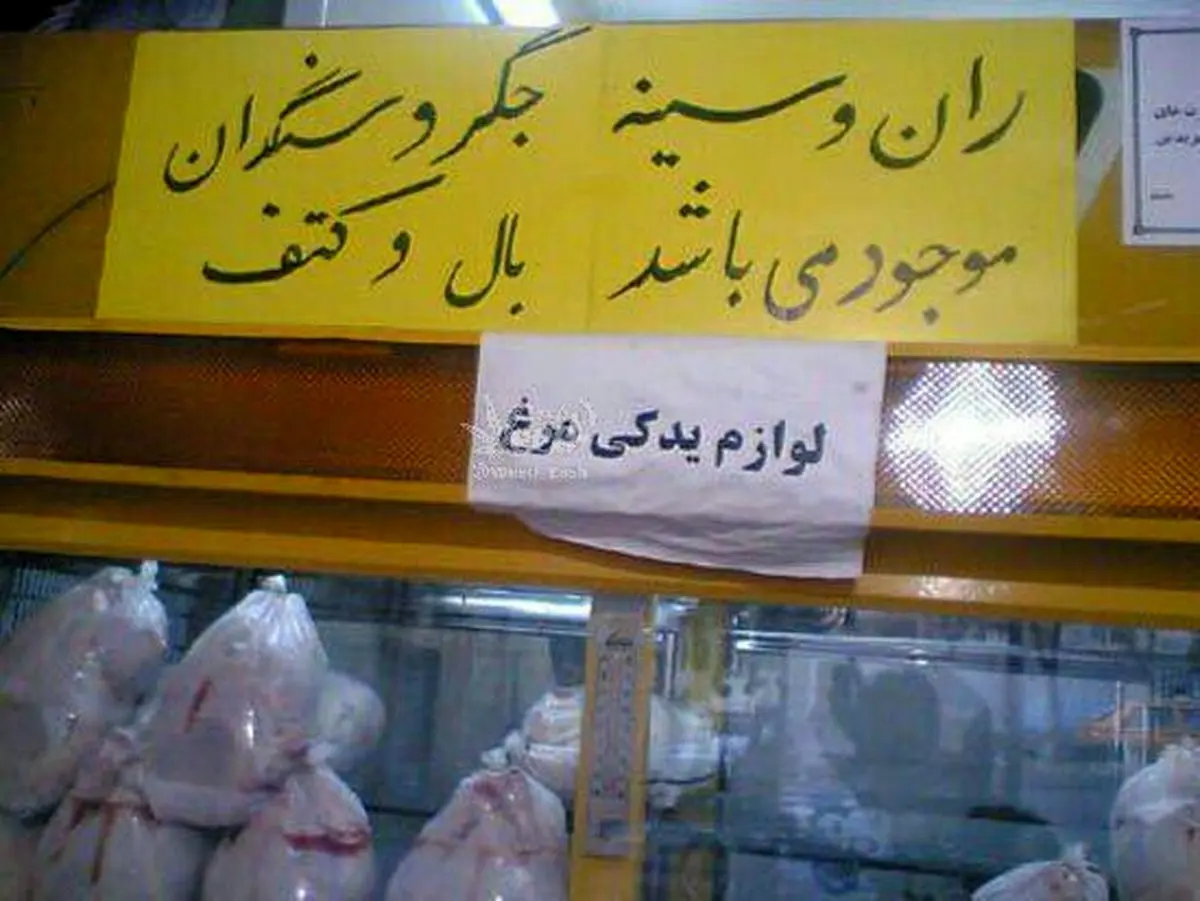 ران و سینه
موجود می باشد
جگر و سنگدان
بال و کتف
لوازم یدکی مرغ